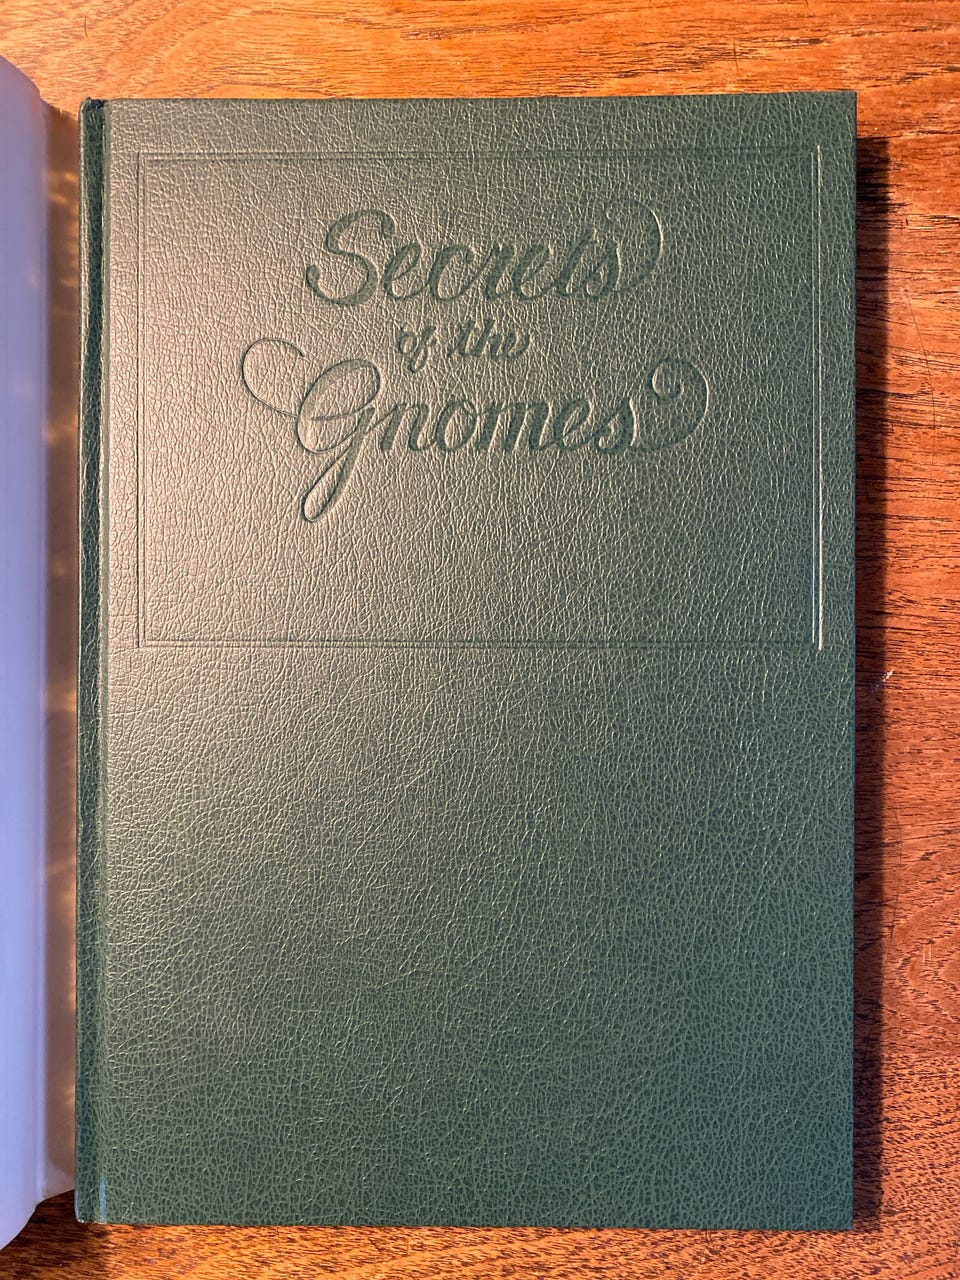 Secrets
of the
Gnomes